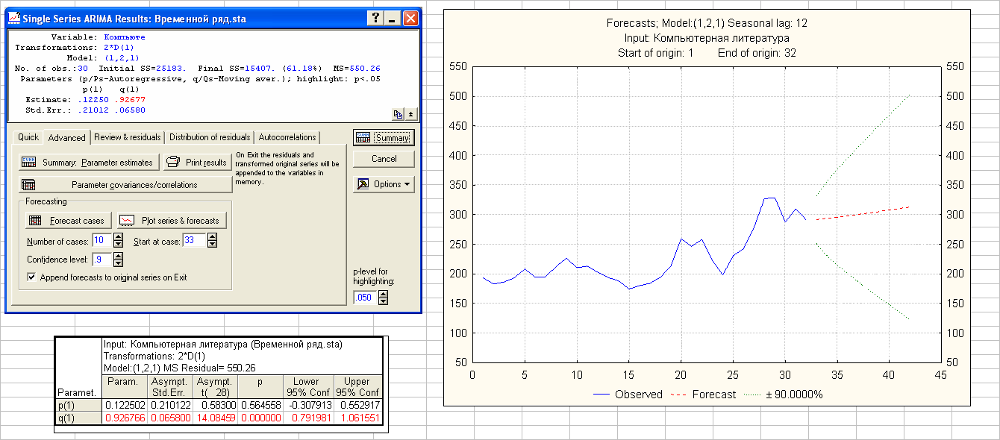 Single Series ARIMA Results: Временной ряд.sta
Variable: Компьюте
Transformations: 2*D(1)
Model: (1,2,1)
No. of obs.:30 Initial SS=25183. Final SS=15407. (61.18%) MS=550.26
Parameters (p/Ps-Autoregressive, q/Qs-Moving aver.); highlight: p<.05
p(1) q(1)
Estimate: .12250 .92677
Std.Err.: .21012 .06580
Quick Advanced Review & residuals Distribution of residuals Autocorrelations
Summary
Cancel
Options
Summary: Parameter estimates
Print results
On Exit the residuals and
transformed original series will be
appended to the variables in
memory.
Parameter covariances/correlations
Forecasting
Forecast cases
Plot series & forecasts
Number of cases: 10 Start at case: 33
Confidence level: .9
Append forecasts to original series on Exit
p-level for
highlighting:
.050
Input: Компьютерная литература (Временной ряд.sta)
Transformations: 2*D(1)
Model:(1,2,1) MS Residual= 550.26
Paramet. Param. Asympt. Std.Err. Asympt. t( 28) p Lower 95% Conf Upper 95% Conf
p(1) 0.122502 0.210122 0.58300 0.564558 -0.307913 0.552917
q(1) 0.926766 0.065800 14.08459 0.000000 0.791981 1.061551
Forecasts; Model:(1,2,1) Seasonal lag: 12
Input: Компьютерная литература
Start of origin: 1 End of origin: 32
550 550
500 500
450 450
400 400
350 350
300 300
250 250
200 200
150 150
100 100
50 50
0 5 10 15 20 25 30 35 40 45
Observed Forecast ± 90.0000%